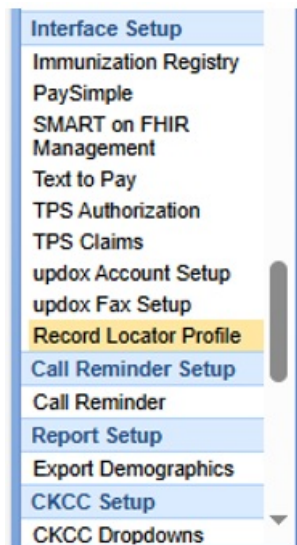 Interface Setup
Immunization Registry
PaySimple
SMART on FHIR
Management
Text to Pay
TPS Authorization
TPS Claims
updox Account Setup
updox Fax Setup
Record Locator Profile
Call Reminder Setup
Call Reminder
Report Setup
Export Demographics
CKCC Setup
CKCC Dropdowns